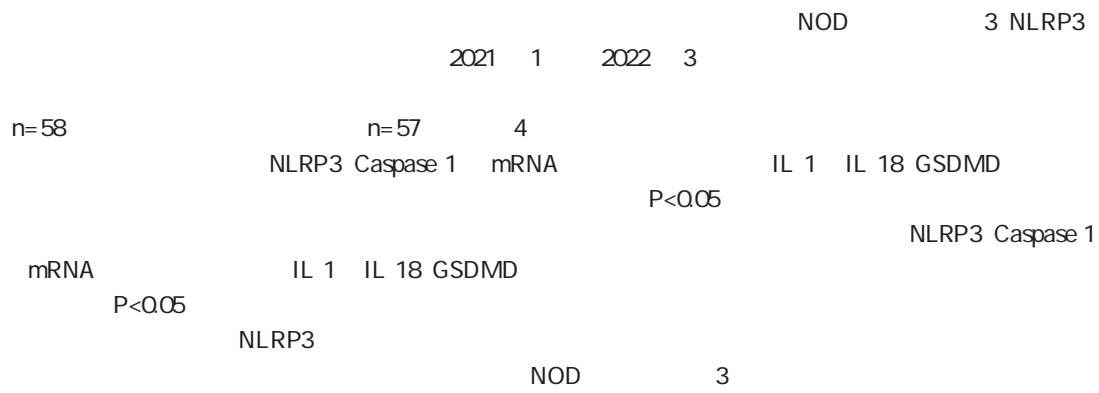 NOD 3 NLRP3
2021 1 2022 3
n=58 n=57 4
NLRP3 Caspase 1 mRNA IL 1 IL 18 GSDMD
P<0.05
NLRP3 Caspase 1
mRNA IL 1 IL 18 GSDMD
P<0.05
NLRP3
NOD 3